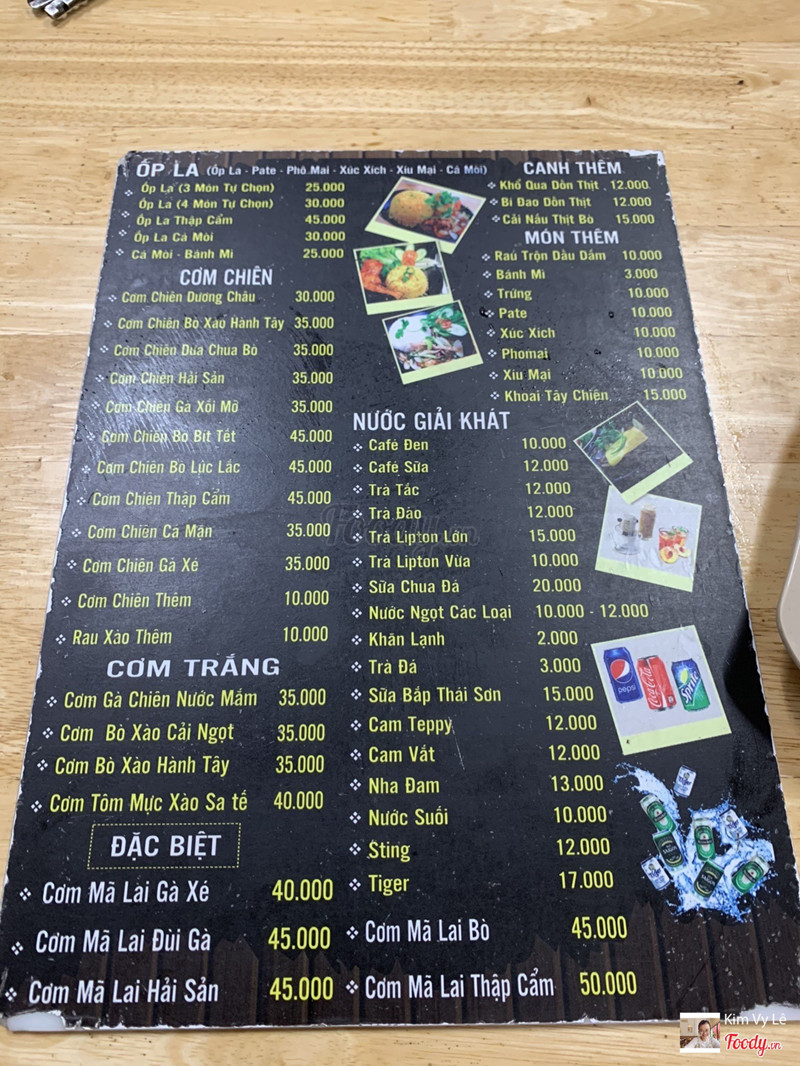 ỐP LA (Ốp La - Pate - Phô Mai - Xúc Xích - Xíu Mại - Cá Mòi)
Ốp La (3 Món Tự Chọn) 25.000
Ốp La (4 Món Tự Chọn) 30.000
Ốp La Thập Cẩm 45.000
Ốp La Cá Mòi 30.000
Cá Mòi - Bánh Mì 25.000
CƠM CHIÊN
Cơm Chiên Dương Châu 30.000
Cơm Chiên Bò Xào Hành Tây 35.000
Cơm Chiên Dưa Chua Bò 35.000
Cơm Chiên Hải Sản 35.000
Cơm Chiên Gà Xối Mỡ 35.000
Cơm Chiên Bò Bít Tết 45.000
Cơm Chiên Bò Lúc Lắc 45.000
Cơm Chiên Thập Cẩm 45.000
Cơm Chiên Cá Mặn 35.000
Cơm Chiên Gà Xé 35.000
Cơm Chiên Thêm 10.000
Rau Xào Thêm 10.000
CƠM TRẮNG
Cơm Gà Chiên Nước Mắm 35.000
Cơm Bò Xào Cải Ngọt 35.000
Cơm Bò Xào Hành Tây 35.000
Cơm Tôm Mực Xào Sa tế 40.000
CANH THÊM
Khổ Qua Dồn Thịt 12.000
Bí Đao Dồn Thịt 12.000
Cải Nấu Thịt Bò 15.000
MÓN THÊM
Rau Trộn Dầu Dấm 10.000
Bánh Mì 3.000
Trứng 10.000
Pate 10.000
Xúc Xích 10.000
Phomai 10.000
Xíu Mại 10.000
Khoai Tây Chiên 15.000
NƯỚC GIẢI KHÁT
Café Đen 10.000
Café Sữa 12.000
Trà Tắc 12.000
Trà Đào 12.000
Trà Lipton Lớn 15.000
Trà Lipton Vừa 10.000
Sữa Chua Đá 20.000
Nước Ngọt Các Loại 10.000 - 12.000
Khăn Lạnh 2.000
Trà Đá 3.000
Sữa Bắp Thái Sơn 15.000
Cam Teppy 12.000
Cam Vắt 12.000
Nha Đam 13.000
Nước Suối 10.000
Sting 12.000
Tiger 17.000
pepsi
Coca-Cola
Sprite
ĐẶC BIỆT
Cơm Mã Lai Gà Xé 40.000
Cơm Mã Lai Đùi Gà 45.000
Cơm Mã Lai Hải Sản 45.000
Cơm Mã Lai Bò 45.000
Cơm Mã Lai Thập Cẩm 50.000
Foody.vn
Kim Vy Lê
Foody.vn